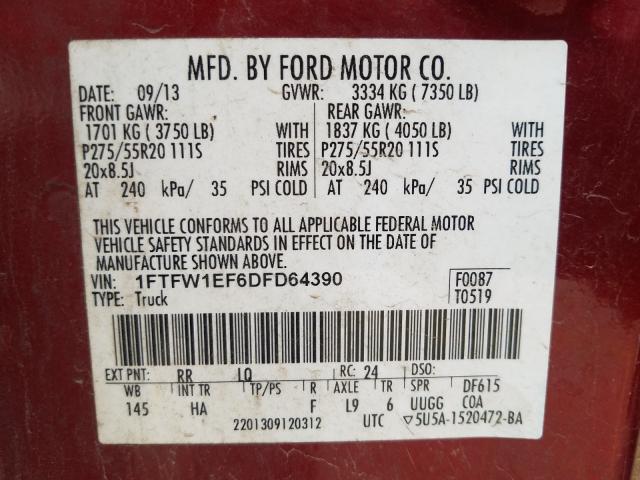 MFD. BY FORD MOTOR CO.
DATE: 09/13 GVWR: 3334 KG ( 7350 LB)
FRONT GAWR: REAR GAWR:
1701 KG ( 3750 LB) WITH 1837 KG ( 4050 LB) WITH
P275/55R20 111S TIRES P275/55R20 111S TIRES
20x8.5J RIMS 20x8.5J RIMS
AT 240 kPa/ 35 PSI COLD AT 240 kPa/ 35 PSI COLD
THIS VEHICLE CONFORMS TO ALL APPLICABLE FEDERAL MOTOR
VEHICLE SAFETY STANDARDS IN EFFECT ON THE DATE OF
MANUFACTURE SHOWN ABOVE.
VIN: 1FTFW1EF6DFD64390 F0087
TYPE: Truck T0519
EXT PNT: RR LQ RC: 24 DSO:
WB INT TR TP/PS R AXLE TR SPR DF615
145 HA F L9 6 UUGG COA
2201309120312 UTC ▽5U5A-1520472-BA